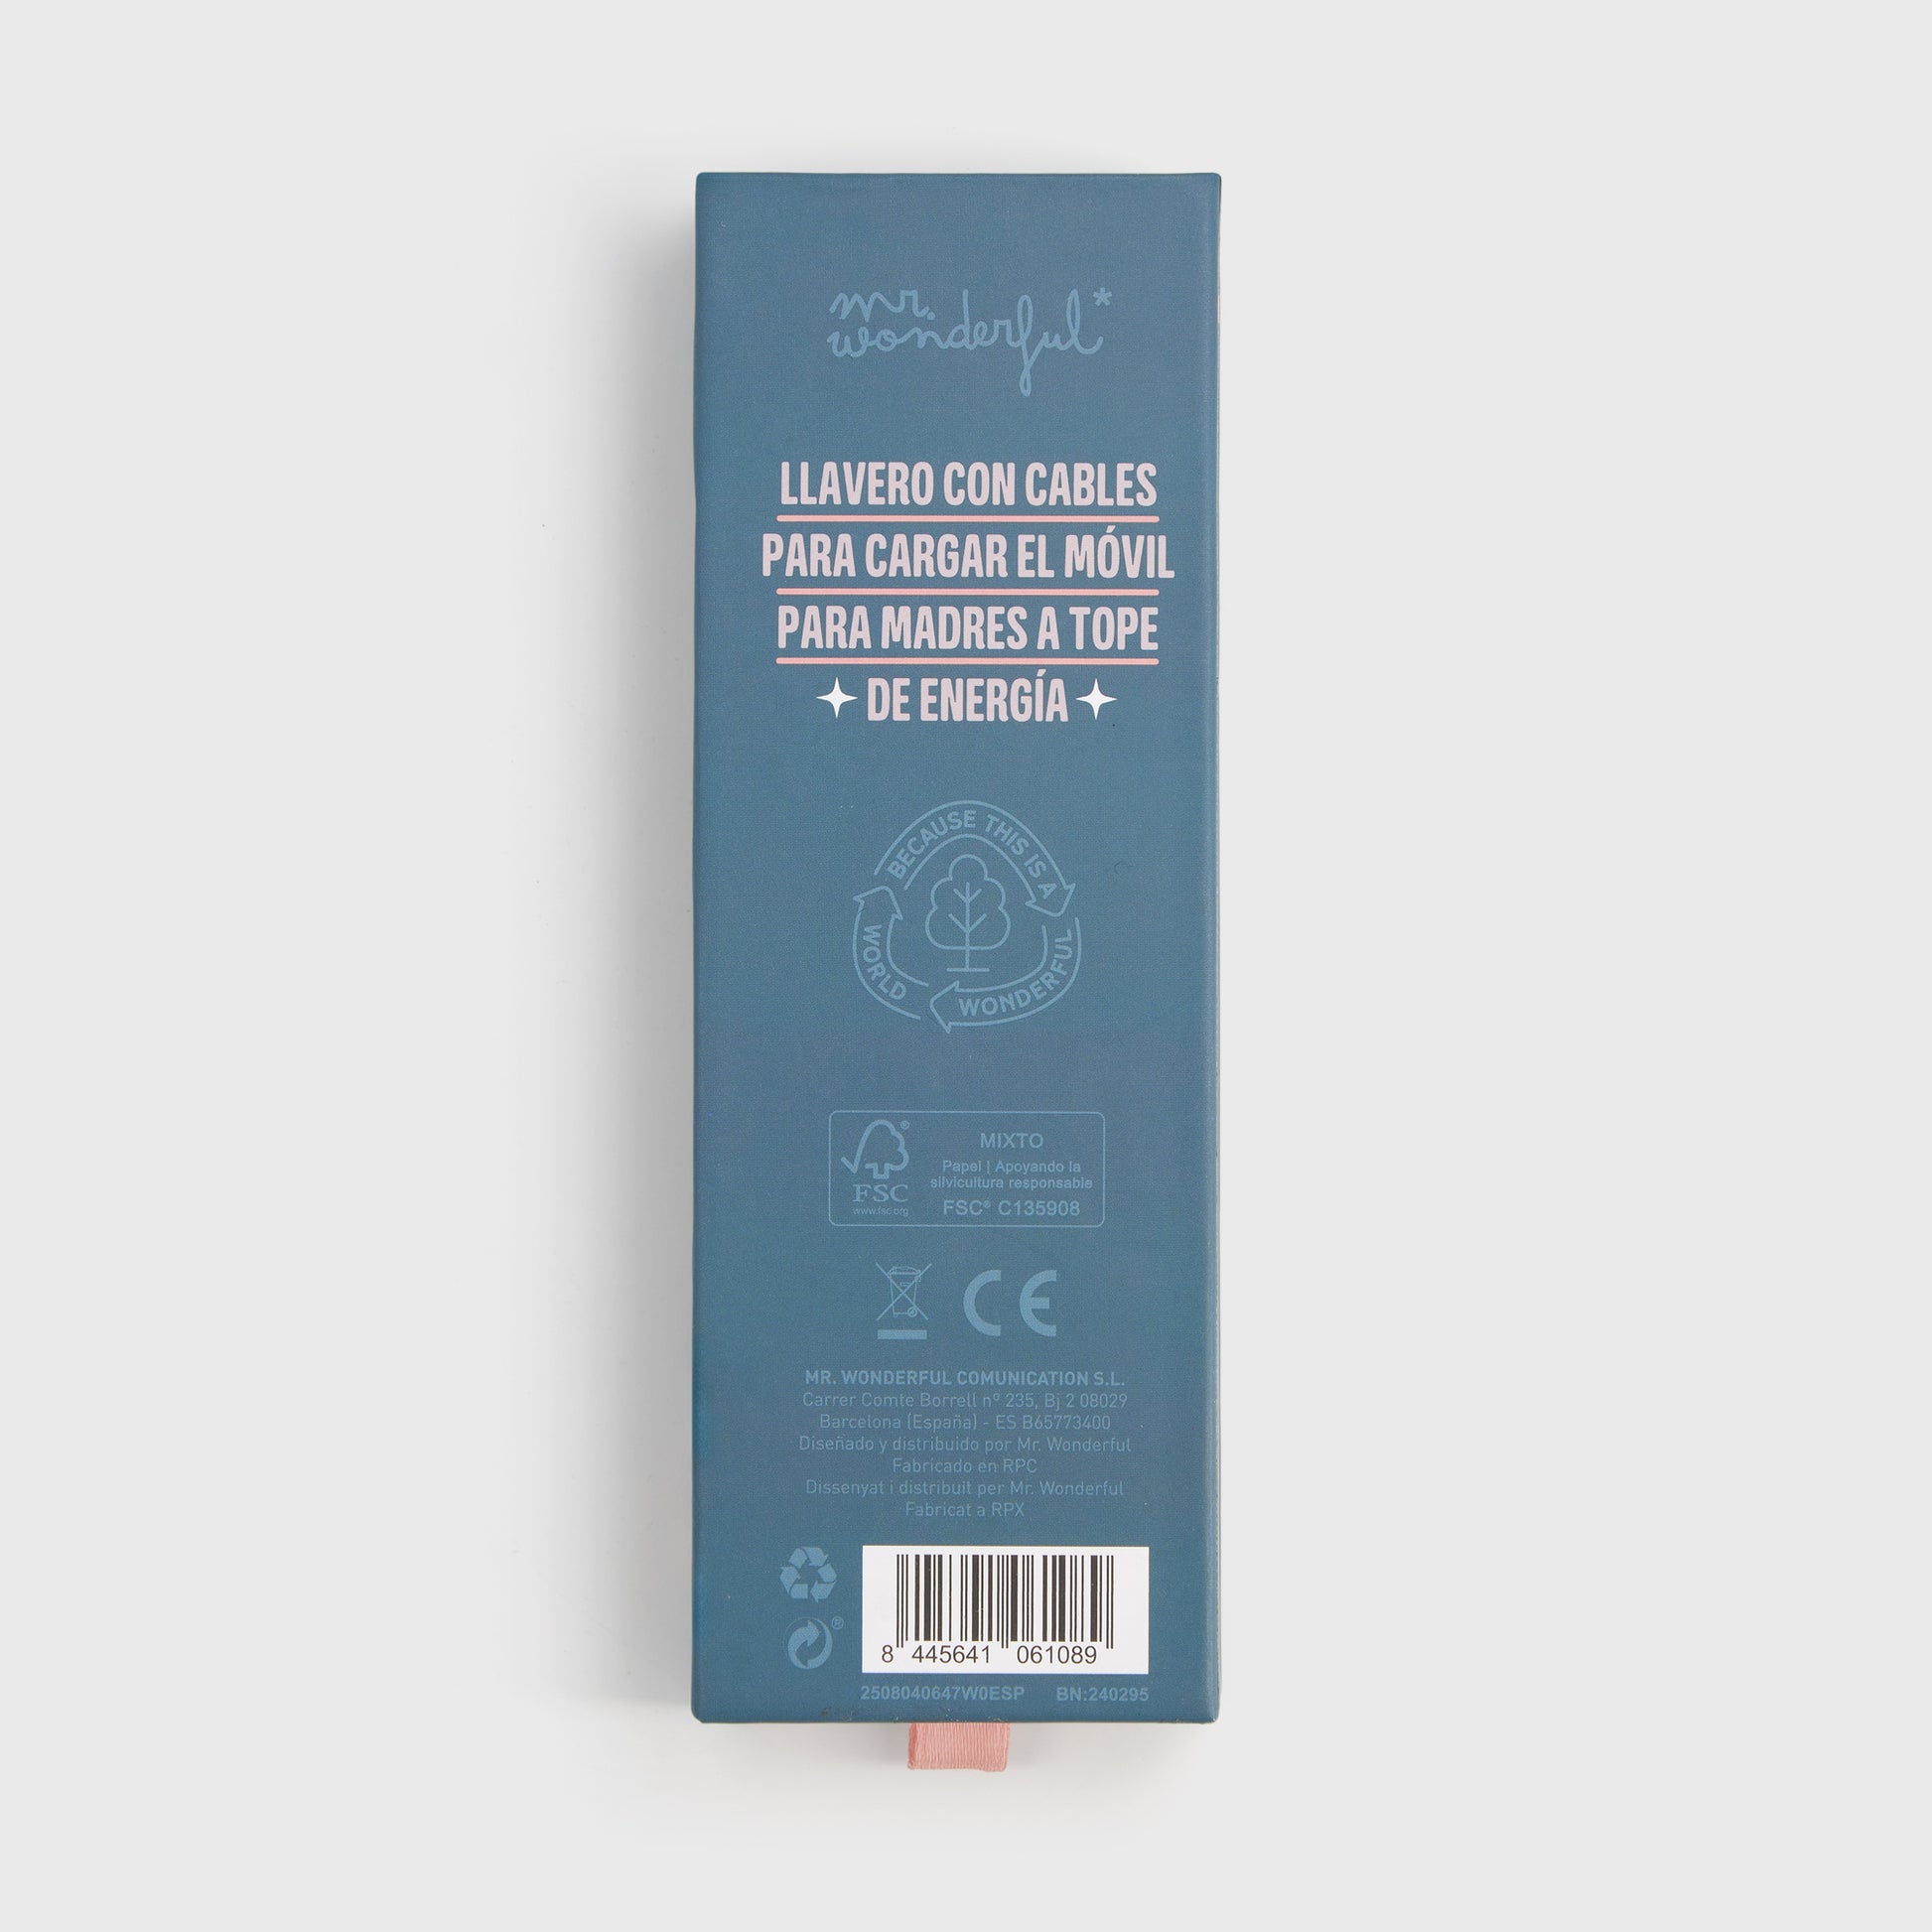 mr.
wonderful*
LLAVERO CON CABLES
PARA CARGAR EL MÓVIL
PARA MADRES A TOPE
DE ENERGÍA
BECAUSE THIS IS A
WONDERFUL
WORLD
FSC®
www.fsc.org
MIXTO
Papel | Apoyando la
silvicultura responsable
FSC® C135908
CE
MR. WONDERFUL COMUNICATION S.L.
Carrer Comte Borrell nº 235, Bj 2 08029
Barcelona (España) - ES B65773400
Diseñado y distribuido por Mr. Wonderful
Fabricado en RPC
Dissenyat i distribuït per Mr. Wonderful
Fabricat a RPX
®
8 445641 061089
2508040647W0ESP BN:240295